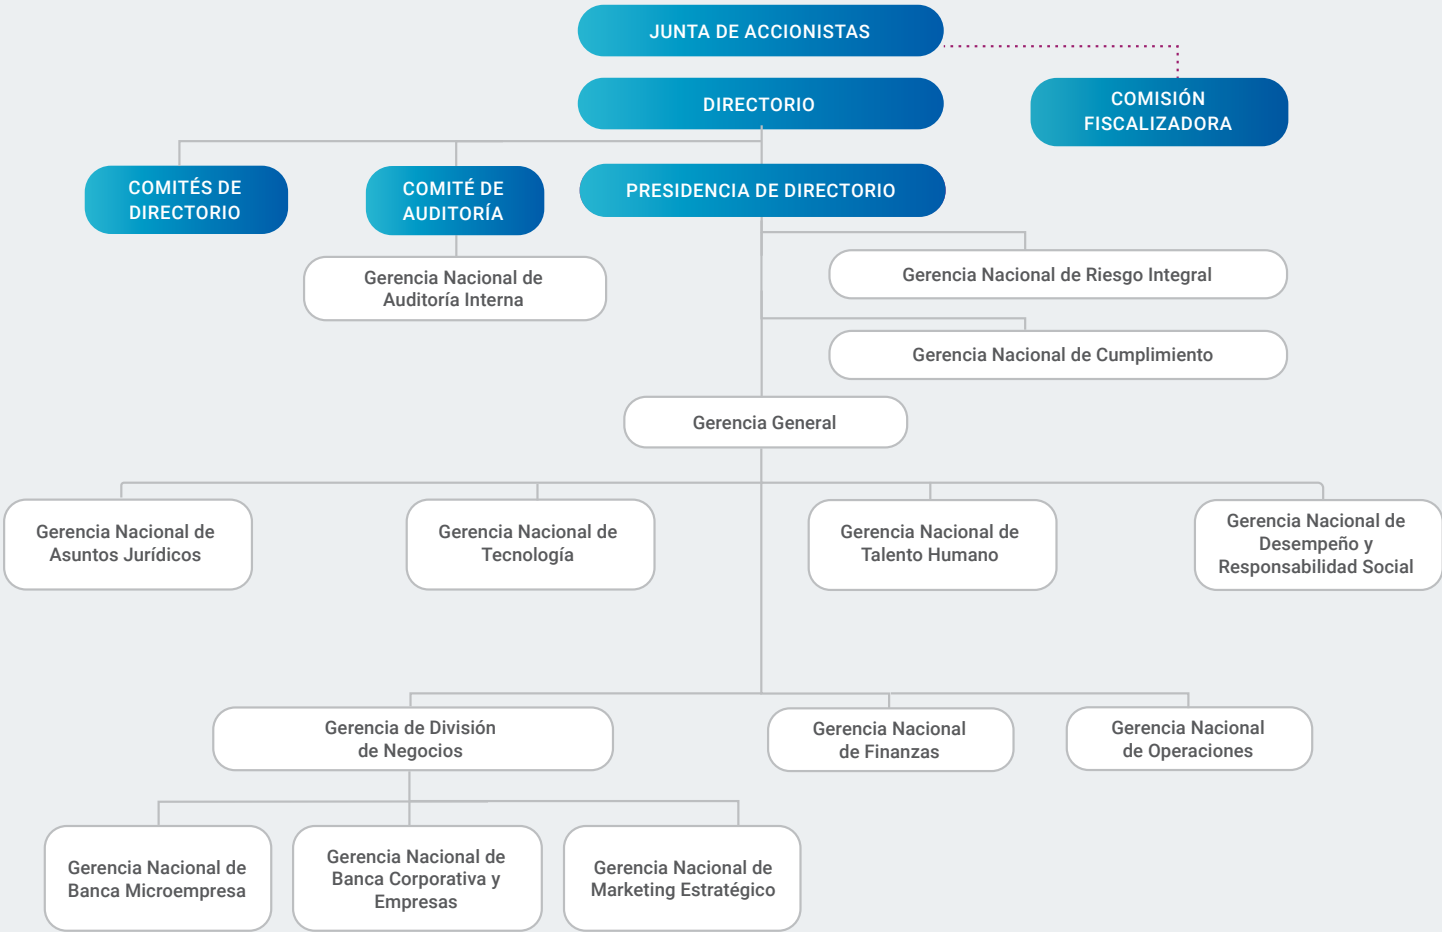 JUNTA DE ACCIONISTAS
DIRECTORIO
COMISIÓN
FISCALIZADORA
COMITÉS DE
DIRECTORIO
COMITÉ DE
AUDITORÍA
PRESIDENCIA DE DIRECTORIO
Gerencia Nacional de
Auditoría Interna
Gerencia Nacional de Riesgo Integral
Gerencia Nacional de Cumplimiento
Gerencia General
Gerencia Nacional de
Asuntos Jurídicos
Gerencia Nacional de
Tecnología
Gerencia Nacional de
Talento Humano
Gerencia Nacional de
Desempeño y
Responsabilidad Social
Gerencia de División
de Negocios
Gerencia Nacional
de Finanzas
Gerencia Nacional
de Operaciones
Gerencia Nacional de
Banca Microempresa
Gerencia Nacional de
Banca Corporativa y
Empresas
Gerencia Nacional de
Marketing Estratégico